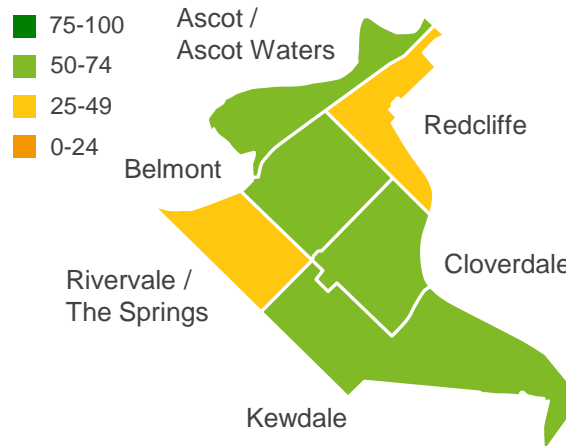 75-100
50-74
25-49
0-24
Ascot /
Ascot Waters
Redcliffe
Belmont
Cloverdale
Rivervale /
The Springs
Kewdale